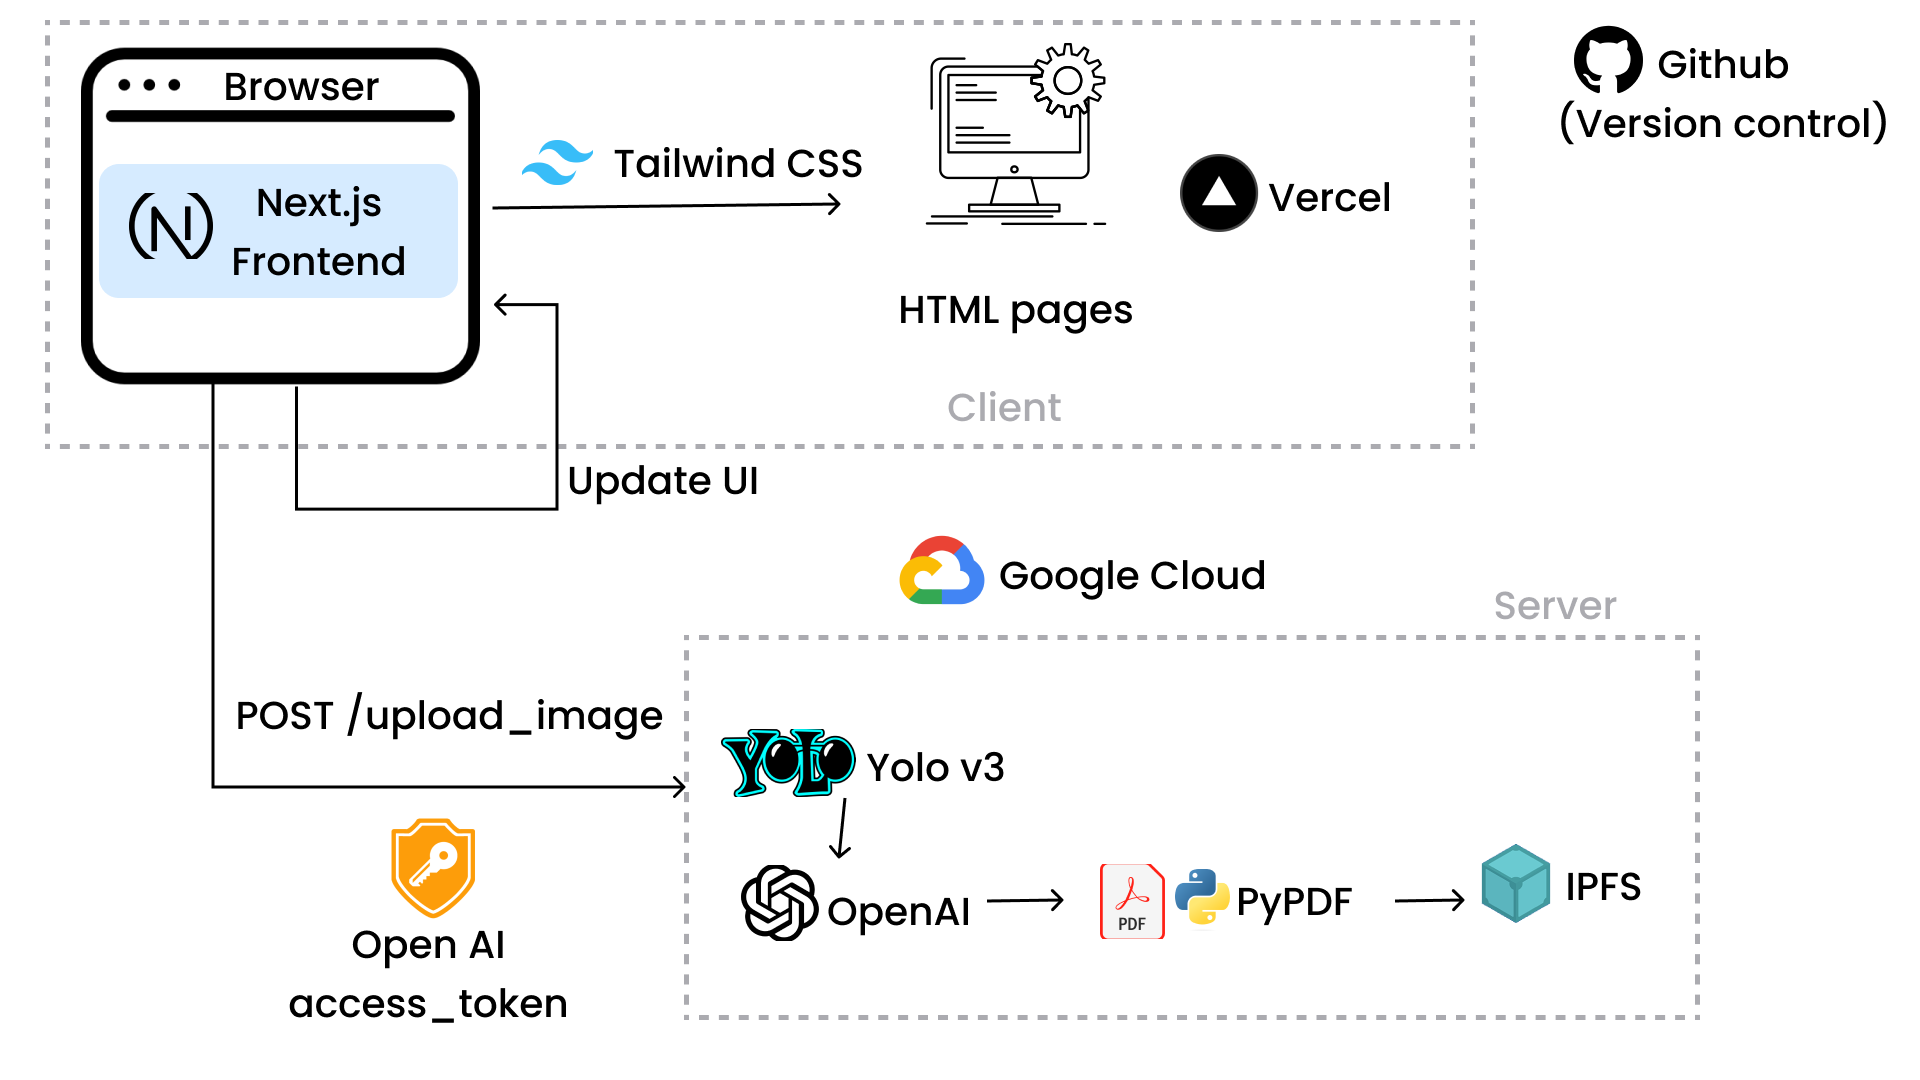 Browser
Next.js
Frontend
Tailwind CSS
HTML pages
Vercel
Github
(Version control)
Client
Update UI
Google Cloud
Server
POST /upload_image
YOLO
Yolo v3
Open AI
access_token
OpenAI
PDF
PyPDF
IPFS